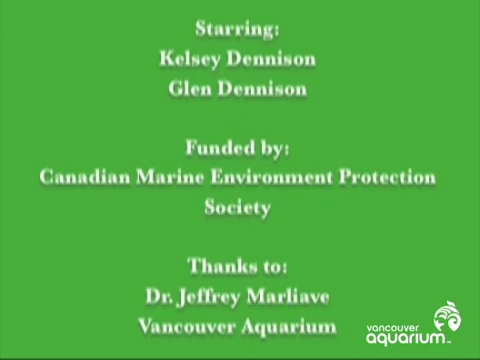 Starring:
Kelsey Dennison
Glen Dennison
Funded by:
Canadian Marine Environment Protection
Society
Thanks to:
Dr. Jeffrey Marliave
Vancouver Aquarium
vancouver
aquarium